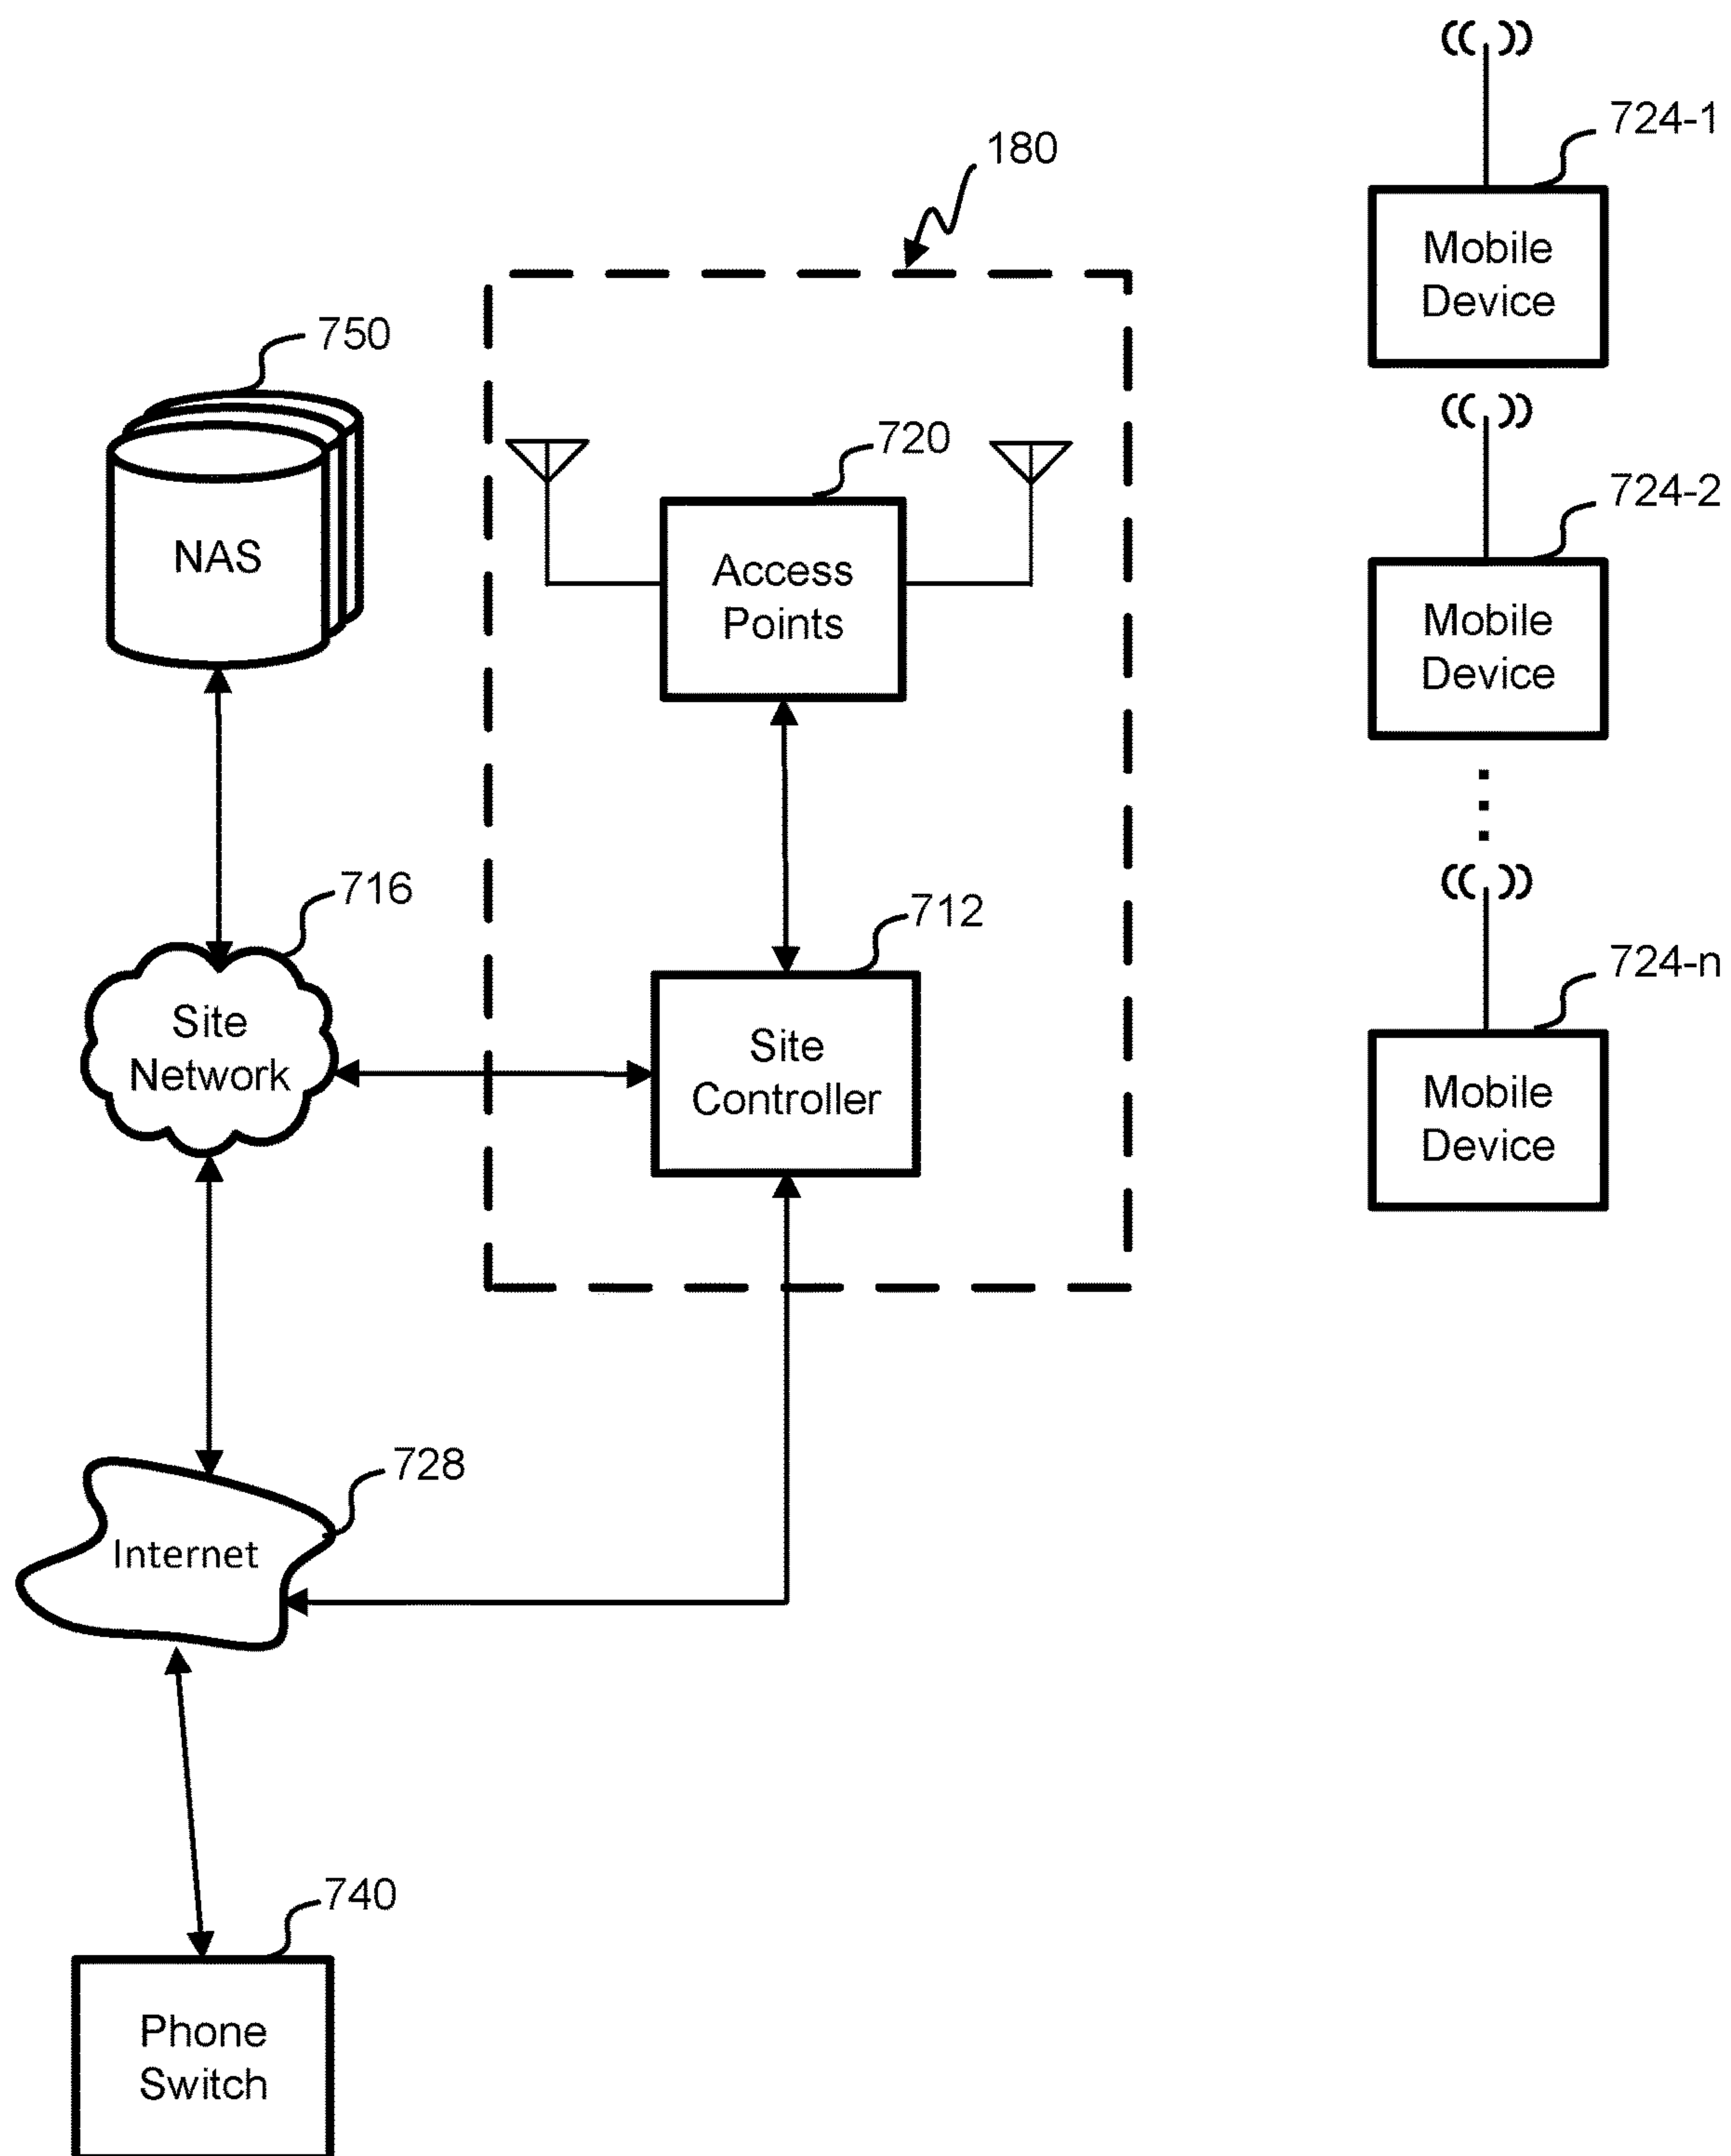 724-1
Mobile
Device
180
750
NAS
720
Access
Points
724-2
Mobile
Device
716
Site
Network
712
Site
Controller
724-n
Mobile
Device
728
Internet
740
Phone
Switch